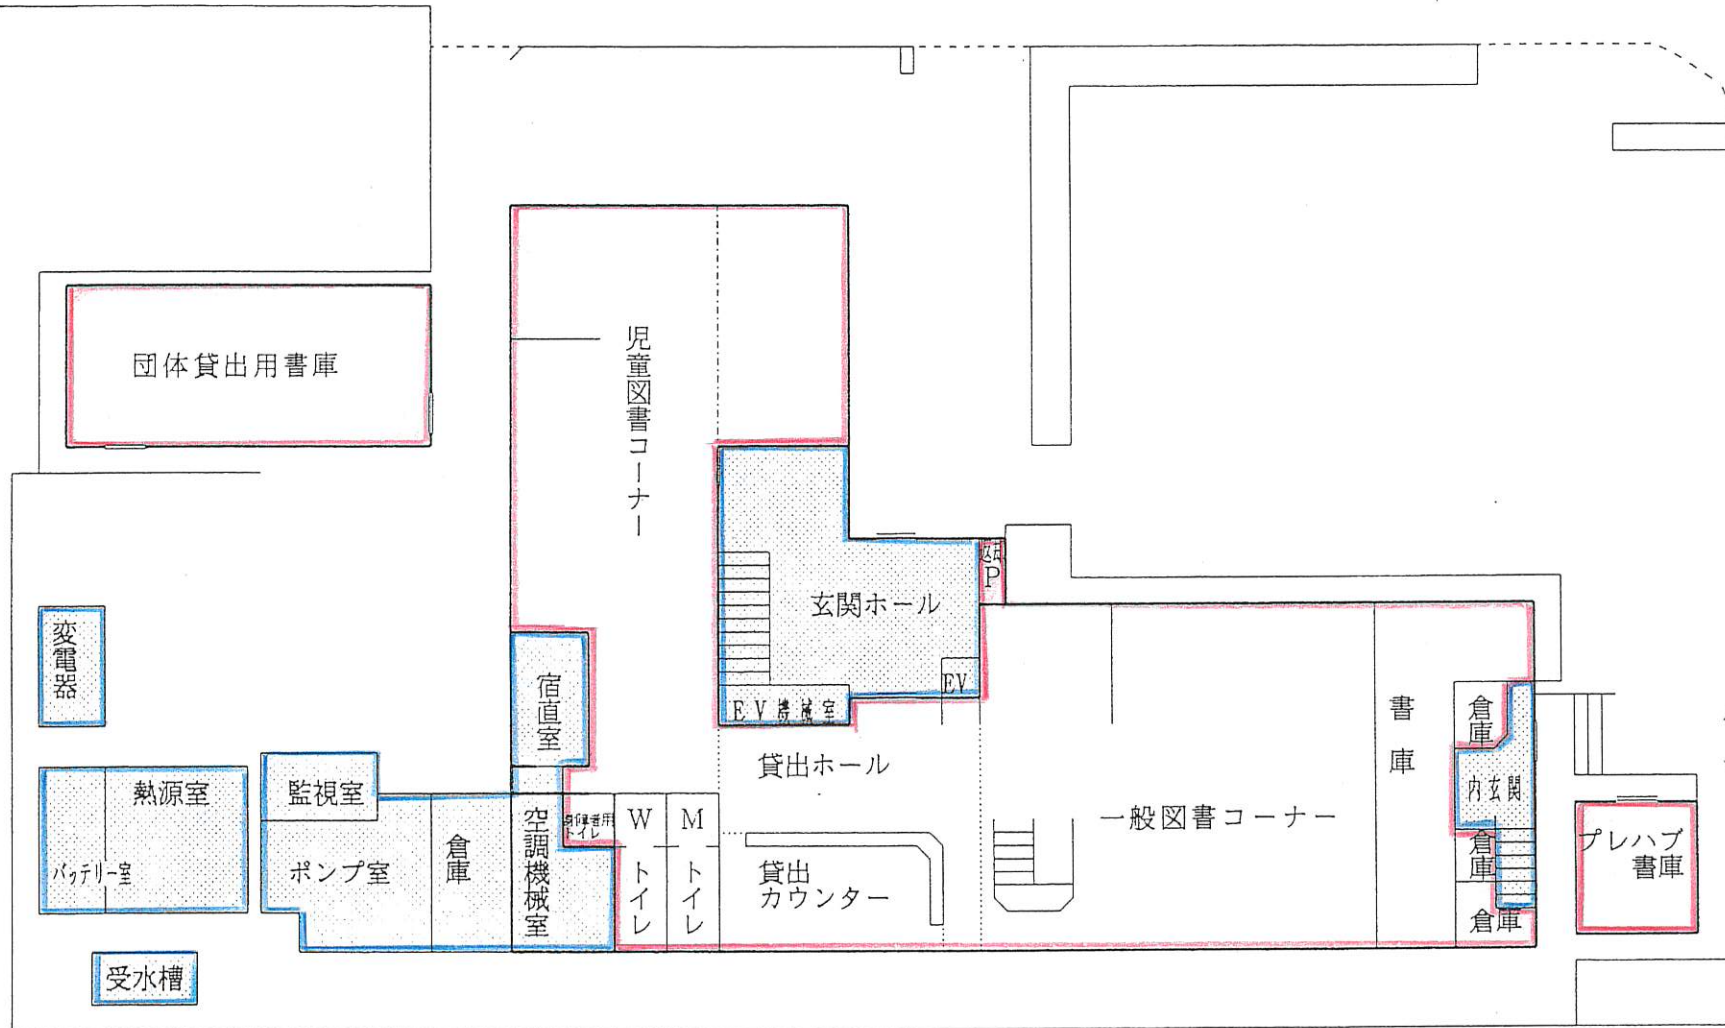 団体貸出用書庫
児童図書コーナー
玄関ホール
P
EV
EV機械室
変電器
宿直室
貸出ホール
書庫
倉庫
内玄関
熱源室
監視室
バッテリー室
ポンプ室
倉庫
空調機械室
身障者用
トイレ
W
トイレ
M
トイレ
貸出
カウンター
一般図書コーナー
倉庫
倉庫
プレハブ
書庫
受水槽